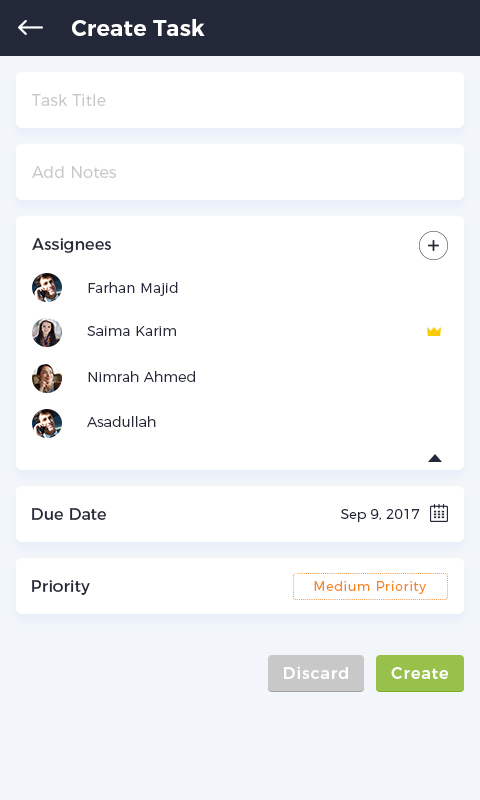 Create Task
Task Title
Add Notes
Assignees
Farhan Majid
Saima Karim
Nimrah Ahmed
Asadullah
Due Date Sep 9, 2017
Priority Medium Priority
Discard Create